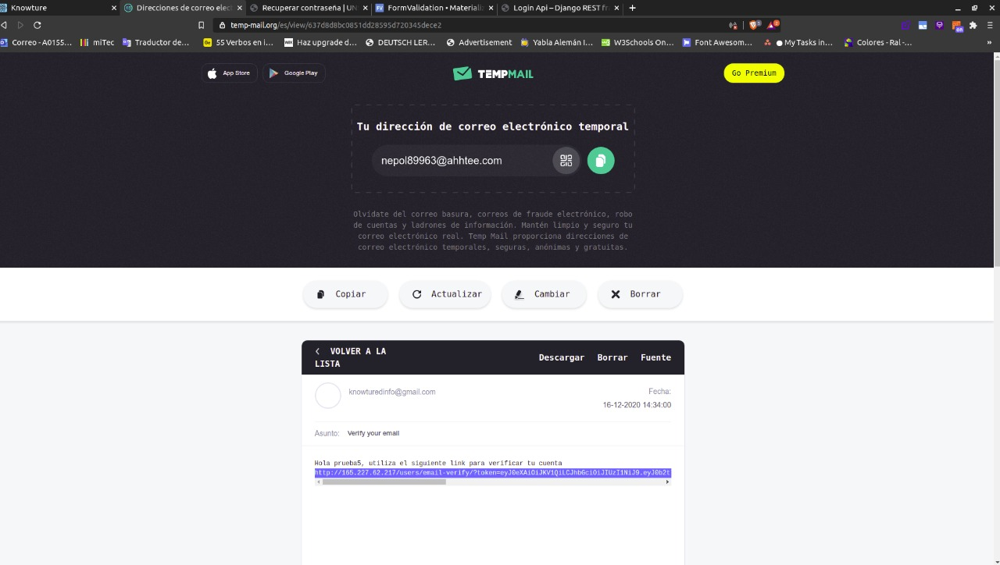 Knowture
Direcciones de correo elect
Recuperar contraseña | UN
FormValidation • Materiali
Login Api – Django REST fr
temp-mail.org/es/view/637d8d8bc0851dd28595d720345dece2
Correo - A0155...
miTec
Traductor de...
Ge
55 Verbos en i...
WIX
Haz upgrade d...
DEUTSCH LER...
Advertisement
Yabla Alemán I...
W3Schools On...
Font Awesom...
My Tasks in...
Colores - Ral -...
»
App Store
Google Play
TEMPMAIL
Go Premium
Tu dirección de correo electrónico temporal
nepol89963@ahhtee.com
Olvídate del correo basura, correos de fraude electrónico, robo
de cuentas y ladrones de información. Mantén limpio y seguro tu
correo electrónico real. Temp Mail proporciona direcciones de
correo electrónico temporales, seguras, anónimas y gratuitas.
Copiar
Actualizar
Cambiar
Borrar
VOLVER A LA
LISTA
Descargar
Borrar
Fuente
knowturedinfo@gmail.com
Fecha:
16-12-2020 14:34:00
Asunto:
Verify your email
Hola prueba5, utiliza el siguiente link para verificar tu cuenta
http://165.227.62.217/users/email-verify/?token=eyJ0eXAiOiJKV1QiLCJhbGciOiJIUzI1NiJ9.eyJ0b2t